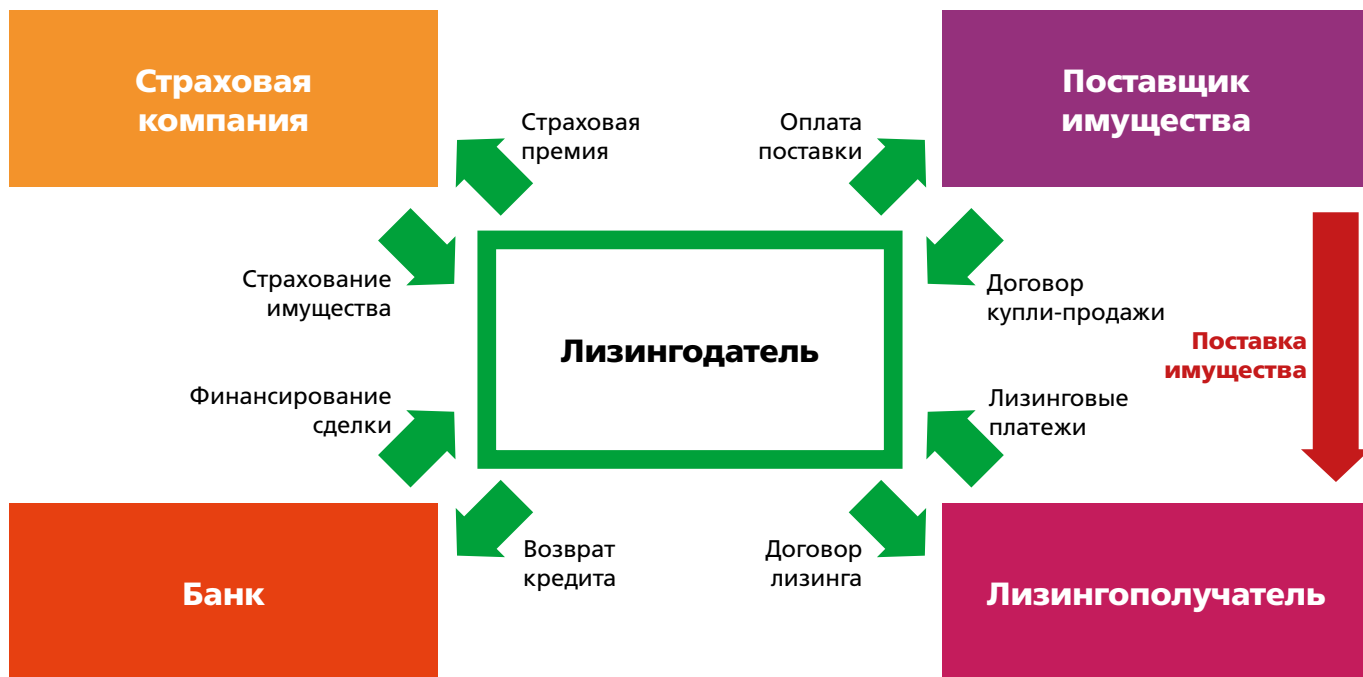 Страховая
компания
Поставщик
имущества
Страховая
премия
Оплата
поставки
Страхование
имущества
Договор
купли-продажи
Поставка
имущества
Лизингодатель
Финансирование
сделки
Лизинговые
платежи
Возврат
кредита
Договор
лизинга
Банк
Лизингополучатель